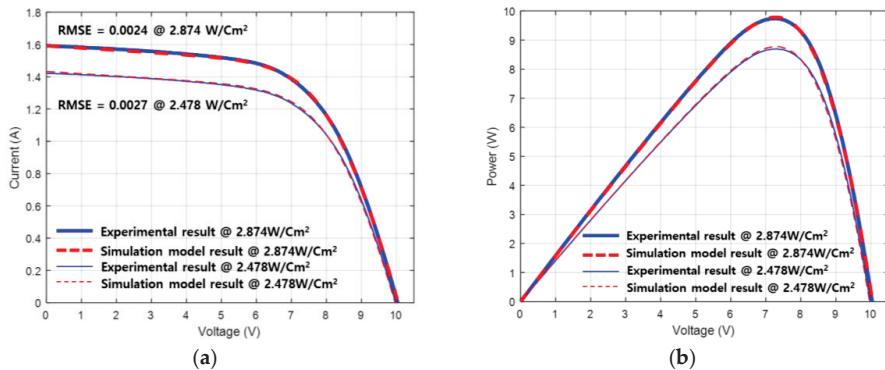 RMSE = 0.0024 @ 2.874 W/Cm²
RMSE = 0.0027 @ 2.478 W/Cm²
Current (A)
1.8
1.6
1.4
1.2
1
0.8
0.6
0.4
0.2
0
Experimental result @ 2.874W/Cm²
Simulation model result @ 2.874W/Cm²
Experimental result @ 2.478W/Cm²
Simulation model result @ 2.478W/Cm²
0 1 2 3 4 5 6 7 8 9 10
Voltage (V)
(a)
Power (W)
10
9
8
7
6
5
4
3
2
1
0
Experimental result @ 2.874W/Cm²
Simulation model result @ 2.874W/Cm²
Experimental result @ 2.478W/Cm²
Simulation model result @ 2.478W/Cm²
0 1 2 3 4 5 6 7 8 9 10
Voltage (V)
(b)